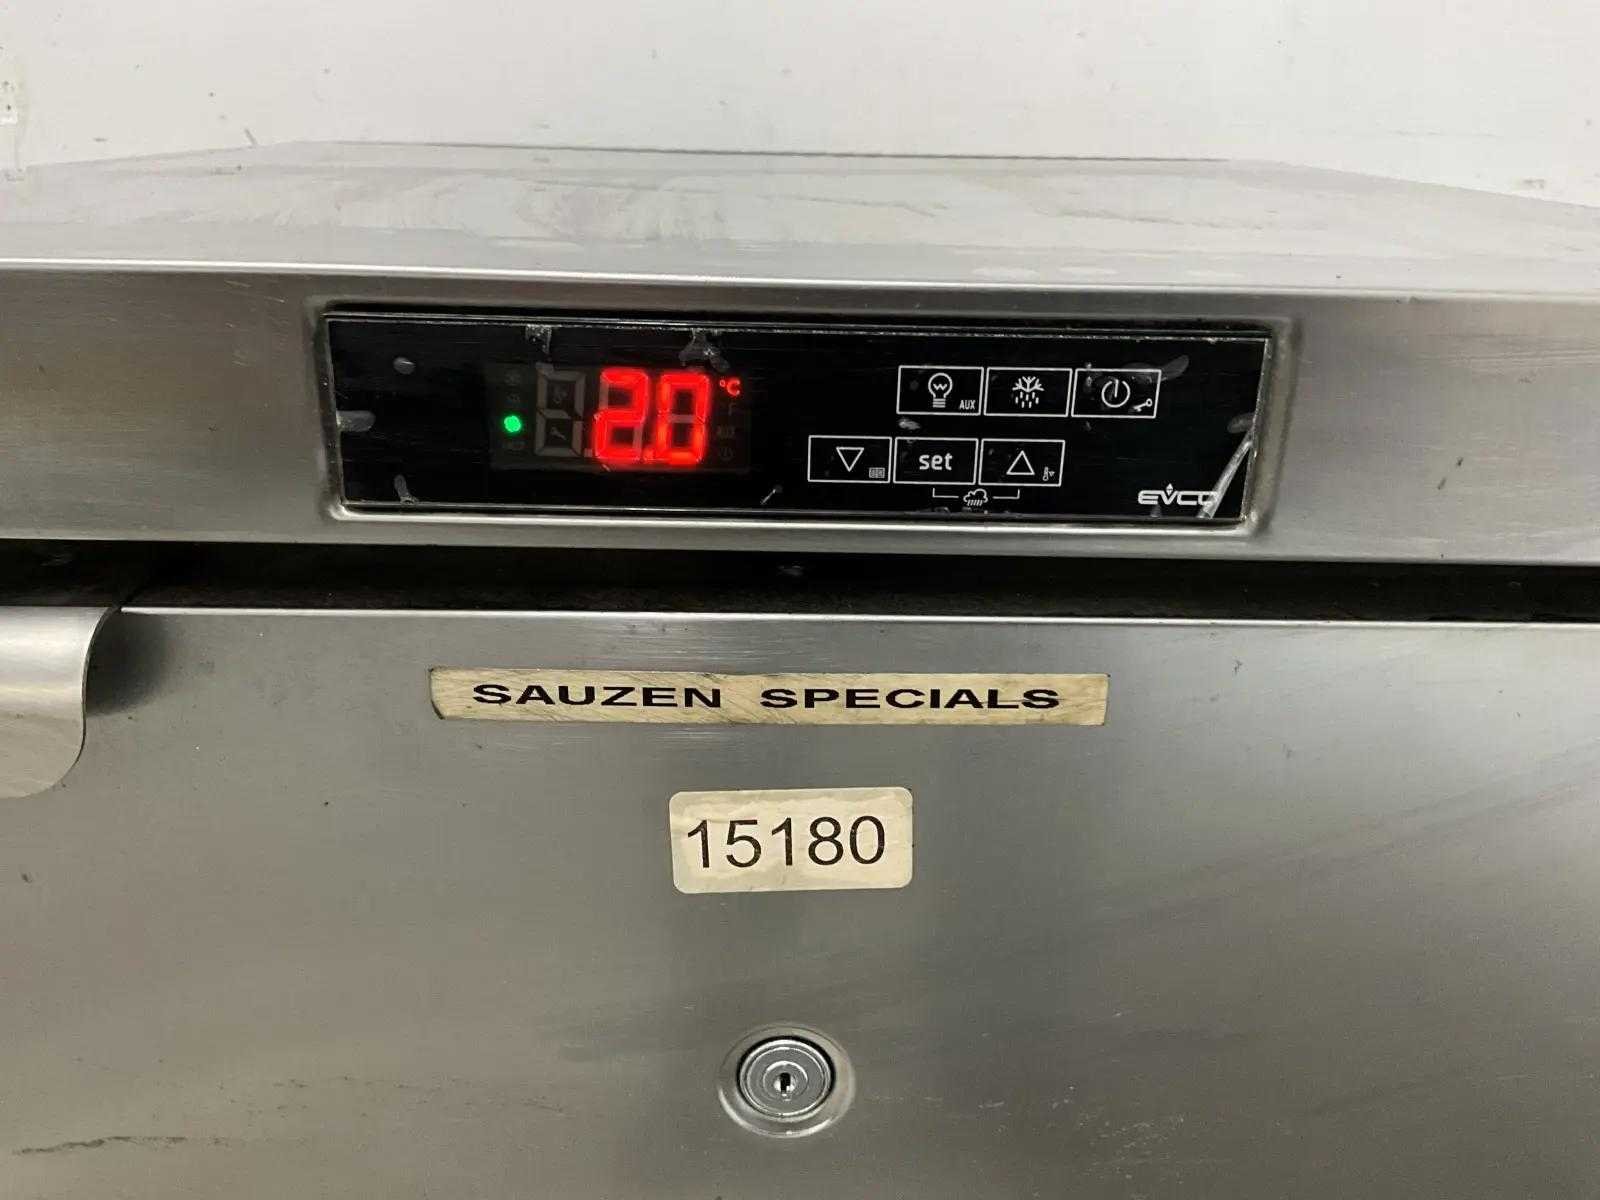 2.0 °C
AUX
set
EVCO
SAUZEN SPECIALS
15180